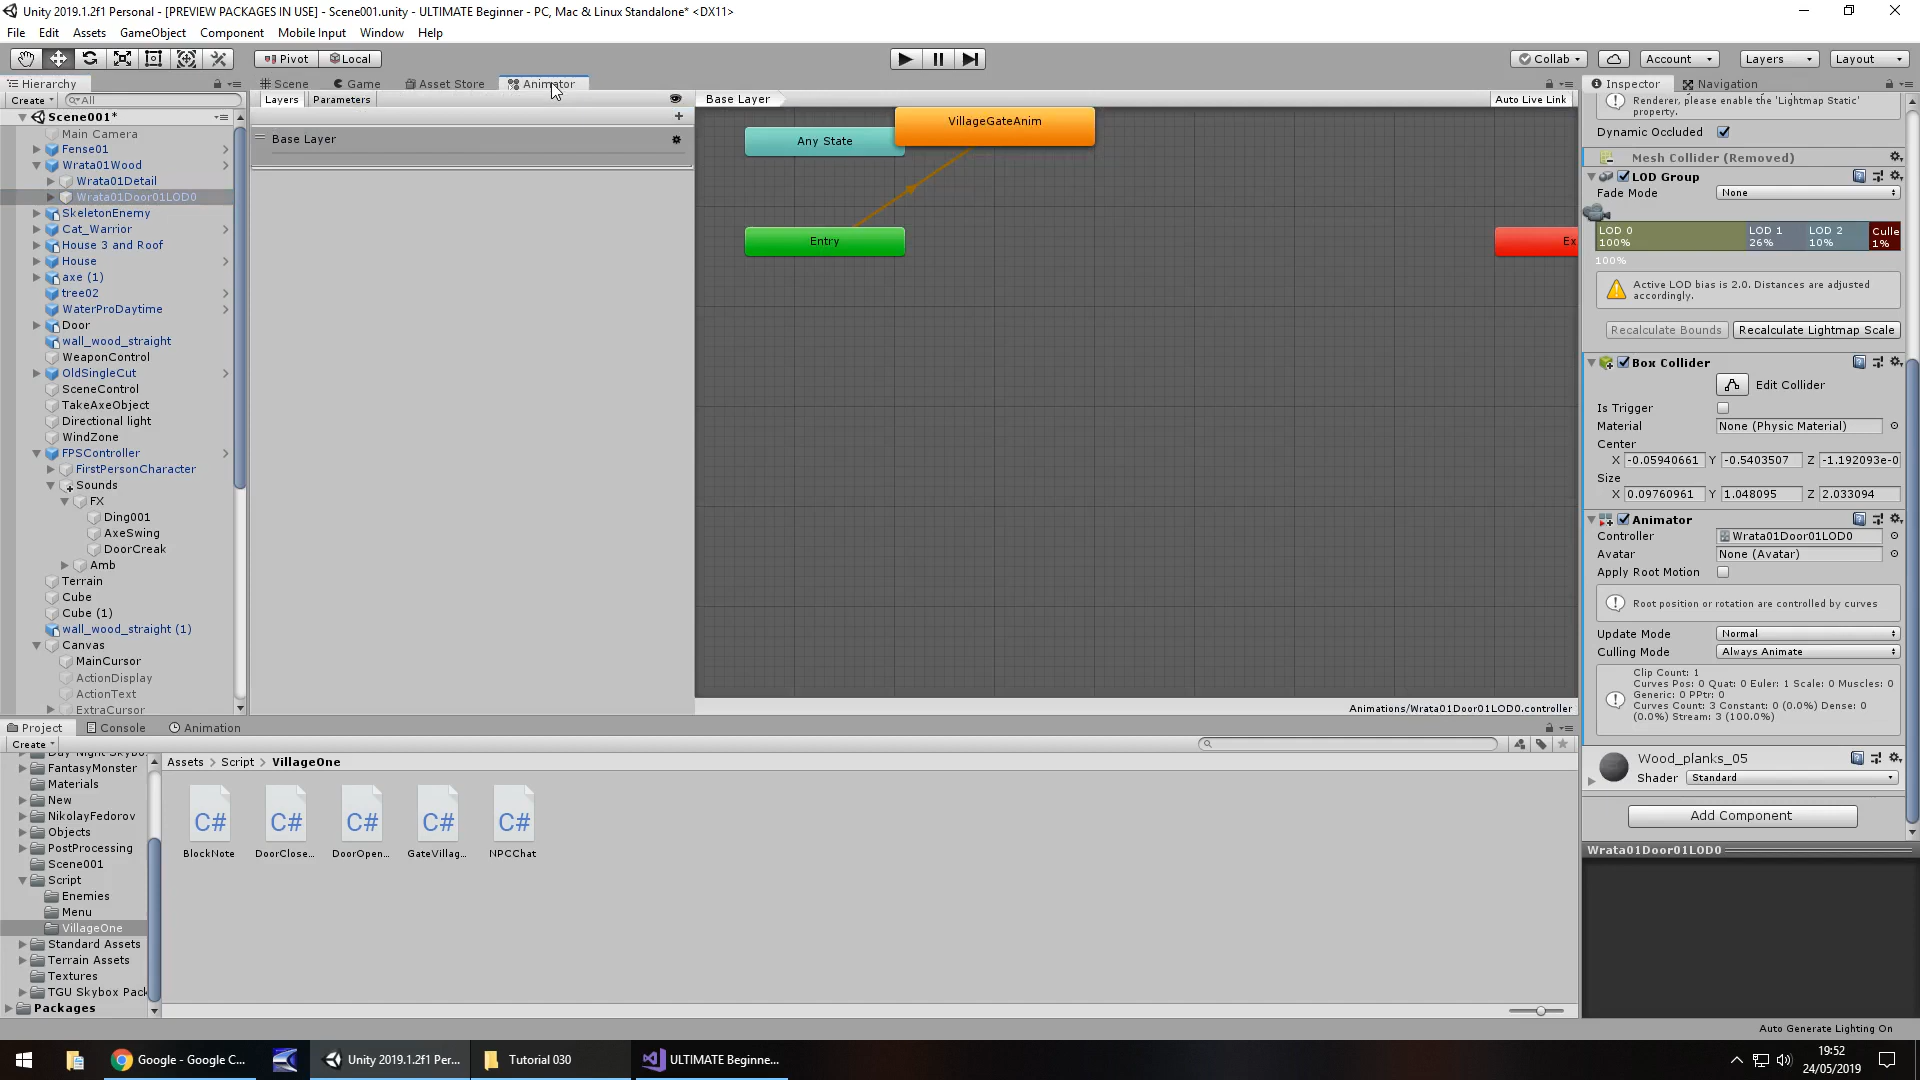 Unity 2019.1.2f1 Personal - [PREVIEW PACKAGES IN USE] - Scene001.unity - ULTIMATE Beginner - PC, Mac & Linux Standalone* <DX11>
File Edit Assets GameObject Component Mobile Input Window Help
Pivot Local Collab Account Layers Layout
Hierarchy Scene Game Asset Store Animator Inspector Navigation
Create All Layers Parameters Base Layer Auto Live Link
Scene001*
Main Camera
Fense01
Wrata01Wood
Wrata01Detail
Wrata01Door01LOD0
SkeletonEnemy
Cat_Warrior
House 3 and Roof
House
axe (1)
tree02
WaterProDaytime
Door
wall_wood_straight
WeaponControl
OldSingleCut
SceneControl
TakeAxeObject
Directional light
WindZone
FPSController
FirstPersonCharacter
Sounds
FX
Ding001
AxeSwing
DoorCreak
Amb
Terrain
Cube
Cube (1)
wall_wood_straight (1)
Canvas
MainCursor
ActionDisplay
ActionText
ExtraCursor
Base Layer
Any State
VillageGateAnim
Entry
Ex
Animations/Wrata01Door01LOD0.controller
Renderer, please enable the 'Lightmap Static'
property.
Dynamic Occluded
Mesh Collider (Removed)
LOD Group
Fade Mode None
LOD 0 LOD 1 LOD 2 Culle
100% 26% 10% 1%
100%
Active LOD bias is 2.0. Distances are adjusted
accordingly.
Recalculate Bounds Recalculate Lightmap Scale
Box Collider
Edit Collider
Is Trigger
Material None (Physic Material)
Center
X -0.05940661 Y -0.5403507 Z -1.192093e-0
Size
X 0.09760961 Y 1.048095 Z 2.033094
Animator
Controller Wrata01Door01LOD0
Avatar None (Avatar)
Apply Root Motion
Root position or rotation are controlled by curves
Update Mode Normal
Culling Mode Always Animate
Clip Count: 1
Curves Pos: 0 Quat: 0 Euler: 1 Scale: 0 Muscles: 0
Generic: 0 PPtr: 0
Curves Count: 3 Constant: 0 (0.0%) Dense: 0
(0.0%) Stream: 3 (100.0%)
Wood_planks_05
Shader Standard
Add Component
Wrata01Door01LOD0
Project Console Animation
Create
Day-Night Skybo
FantasyMonster
Materials
New
NikolayFedorov
Objects
PostProcessing
Scene001
Script
Enemies
Menu
VillageOne
Standard Assets
Terrain Assets
Textures
TGU Skybox Pack
Packages
Assets > Script > VillageOne
C# C# C# C# C#
BlockNote DoorClose... DoorOpen... GateVillag... NPCChat
Auto Generate Lighting On
Google - Google C... Unity 2019.1.2f1 Per... Tutorial 030 ULTIMATE Beginne...
19:52
24/05/2019